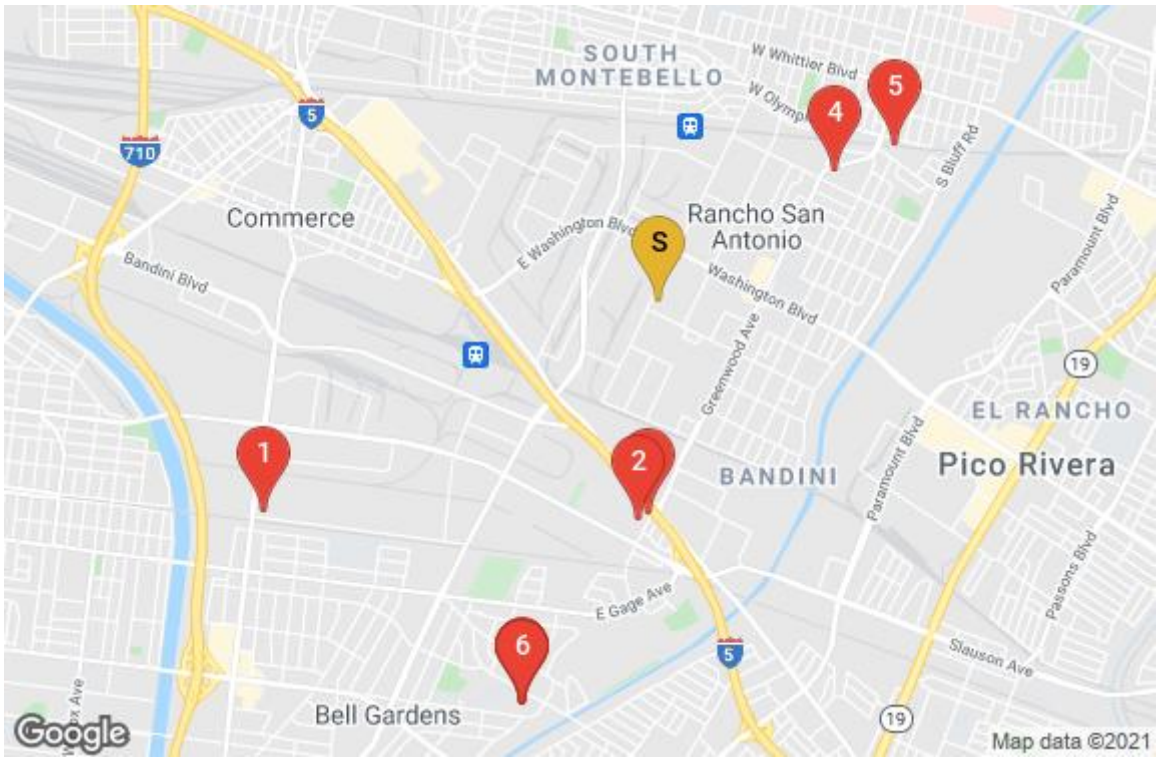 SOUTH
MONTEBELLO
W Whittier Blvd
5
W Olymp
4
5
710
S Bluff Rd
Commerce
E Washington Blvd
S
Rancho San
Antonio
Paramount Blvd
Bandini Blvd
Washington Blvd
Greenwood Ave
19
EL RANCHO
1
2
BANDINI
Pico Rivera
Paramount Blvd
Passons Blvd
E Gage Ave
6
5
Slauson Ave
Bell Gardens
19
Google
Map data ©2021